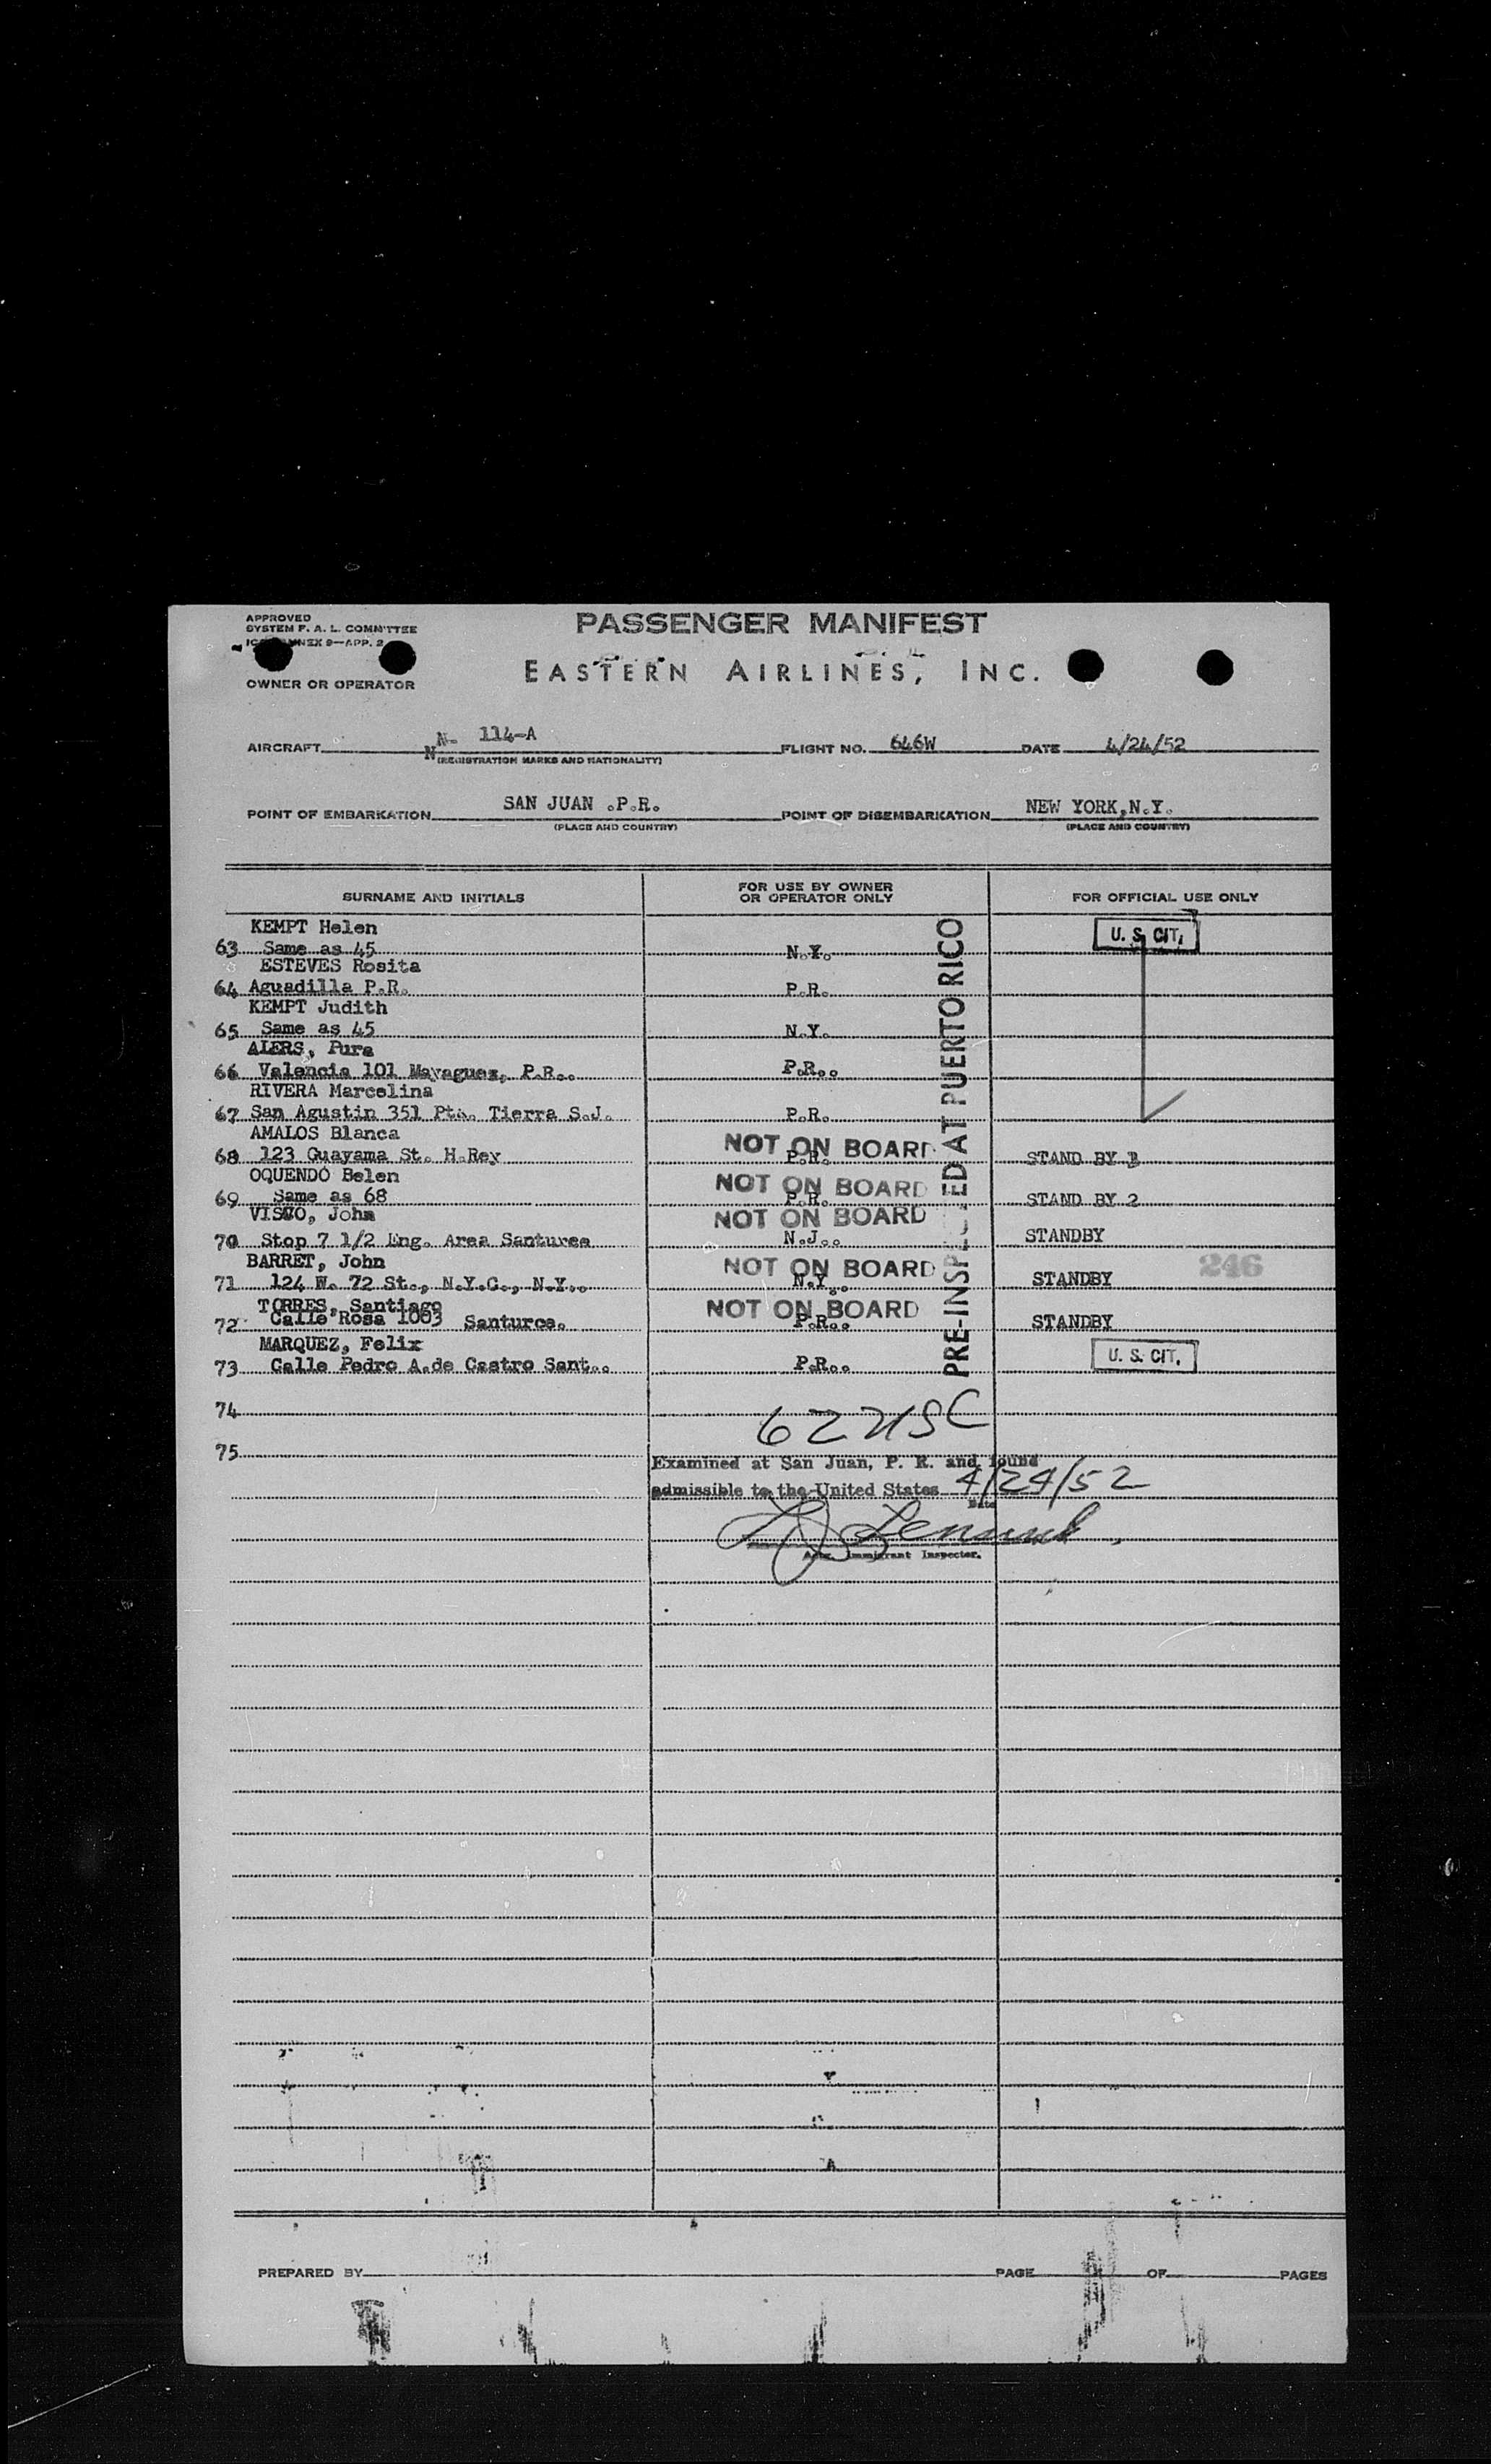 APPROVED
SYSTEM F. A. L. COMMITTEE
ANNEX 9—APP. 2
PASSENGER MANIFEST
EASTERN AIRLINES, INC.
OWNER OR OPERATOR
AIRCRAFT N N- 114-A FLIGHT NO. 646W DATE 4/24/52
(REGISTRATION MARKS AND NATIONALITY)
POINT OF EMBARKATION SAN JUAN .P.R. POINT OF DISEMBARKATION NEW YORK,N.Y.
(PLACE AND COUNTRY) (PLACE AND COUNTRY)
SURNAME AND INITIALS FOR USE BY OWNER OR OPERATOR ONLY FOR OFFICIAL USE ONLY
KEMPT Helen U. S. CIT.
63 Same as 45 N.Y.
ESTEVES Rosita
64 Aguadilla P.R. P.R.
KEMPT Judith
65 Same as 45 N.Y.
ALERS, Pura
66 Valencia 101 Mayaguez, P.R.. P.R..
RIVERA Marcelina
67 San Agustin 351 Pta. Tierra S.J. P.R.
AMALOS Blanca NOT ON BOARD
68 123 Guayama St. H.Rey P.R. STAND BY
OQUENDO Belen NOT ON BOARD
69 Same as 68 P.R. STAND BY 2
John NOT ON BOARD
70 Stop 7 1/2 Eng. Area Santurce N.J.. STANDBY
BARRET, John NOT ON BOARD 246
71 124 W. 72 St., N.Y.C., N.Y.. N.Y.. STANDBY
TORRES, Santiago NOT ON BOARD
72 Calle Rosa 1003 Santurce. P.R.. STANDBY
MARQUEZ, Felix
73 Calle Pedro A.de Castro Sant.. P.R.. U. S. CIT.
PRE-INSPECTED AT PUERTO RICO
74
62 USC
75
Examined at San Juan, P. R. and found
admissible to the United States 4/24/52
Date
Immigrant Inspector.
PREPARED BY PAGE OF PAGES